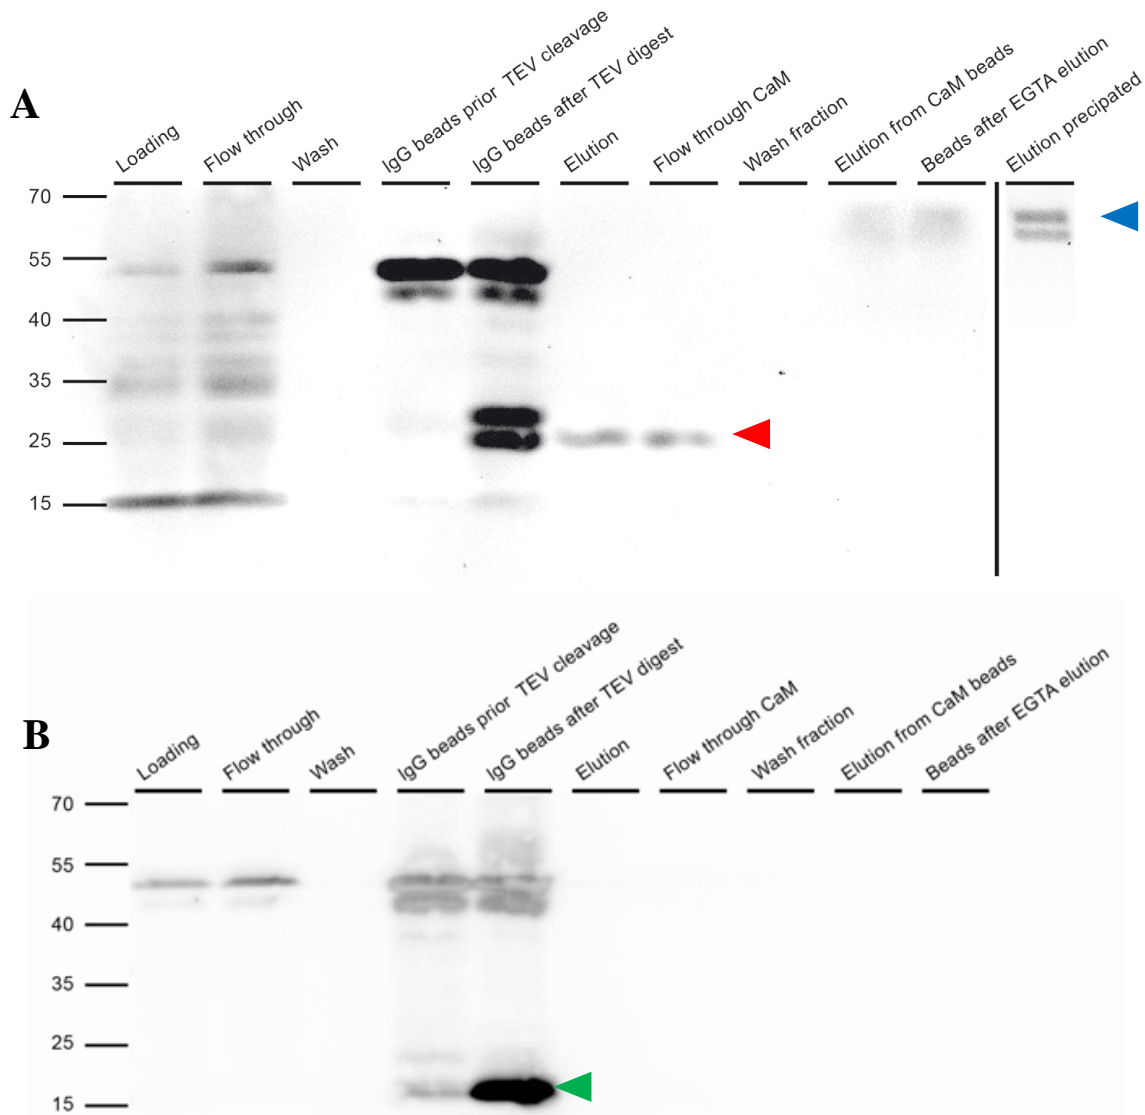 A
Loading
Flow through
Wash
IgG beads prior TEV cleavage
IgG beads after TEV digest
Elution
Flow through CaM
Wash fraction
Elution from CaM beads
Beads after EGTA elution
Elution precipated
70
55
40
35
25
15
B
Loading
Flow through
Wash
IgG beads prior TEV cleavage
IgG beads after TEV digest
Elution
Flow through CaM
Wash fraction
Elution from CaM beads
Beads after EGTA elution
70
55
40
35
25
15